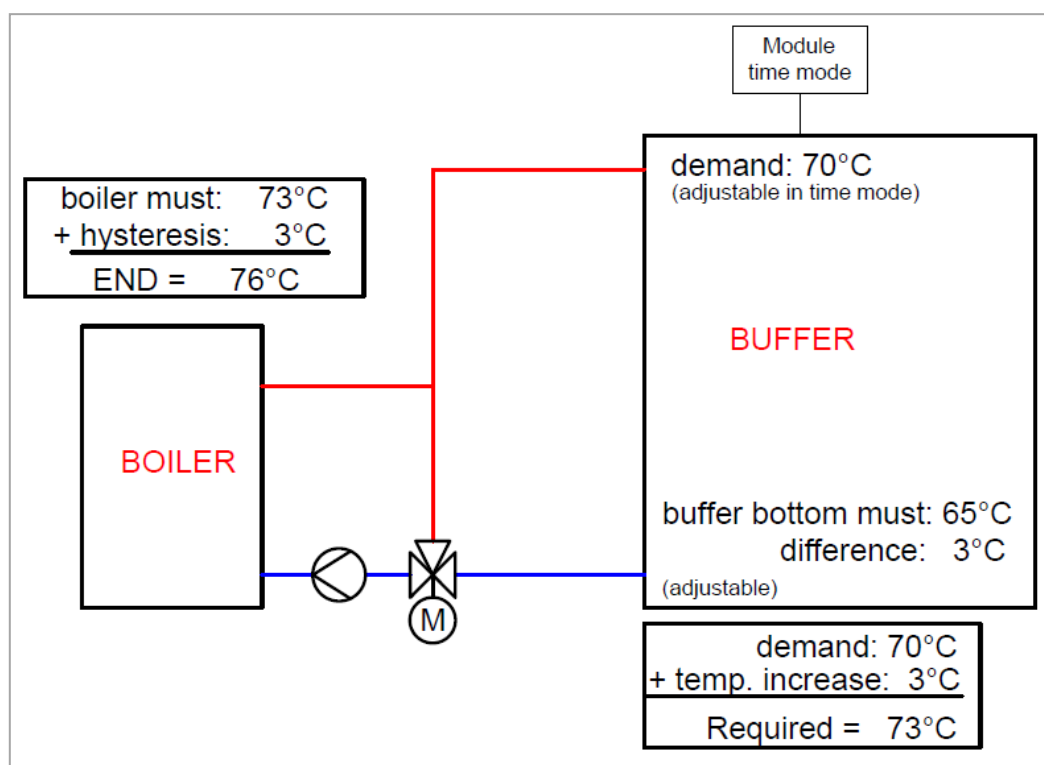 Module
time mode
demand: 70°C
(adjustable in time mode)
boiler must: 73°C
+ hysteresis: 3°C
END = 76°C
BUFFER
BOILER
buffer bottom must: 65°C
difference: 3°C
(adjustable)
M
demand: 70°C
+ temp. increase: 3°C
Required = 73°C